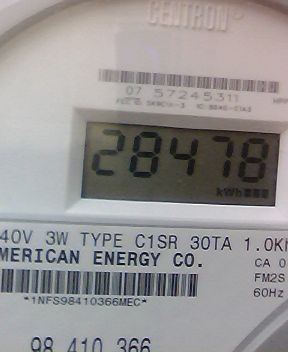 CENTRON
07 57245311
28478
kWh
40V 3W TYPE C1SR 30TA 1.0K
MERICAN ENERGY CO.
CA 0
FM2S
60Hz
*1NFS98410366MEC*
98 410 366